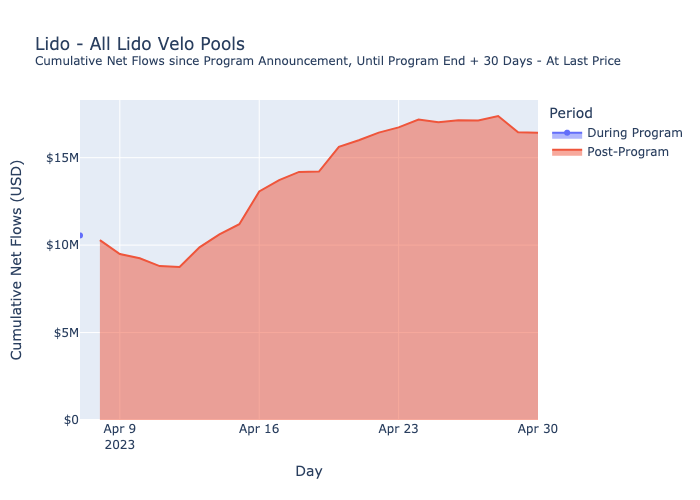 Lido - All Lido Velo Pools
Cumulative Net Flows since Program Announcement, Until Program End + 30 Days - At Last Price
Period
During Program
Post-Program
Cumulative Net Flows (USD)
$15M
$10M
$5M
$0
Apr 9
2023
Apr 16
Apr 23
Apr 30
Day